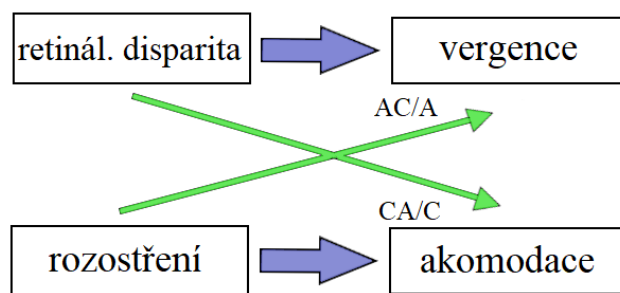 retinál. disparita
vergence
AC/A
CA/C
rozostření
akomodace